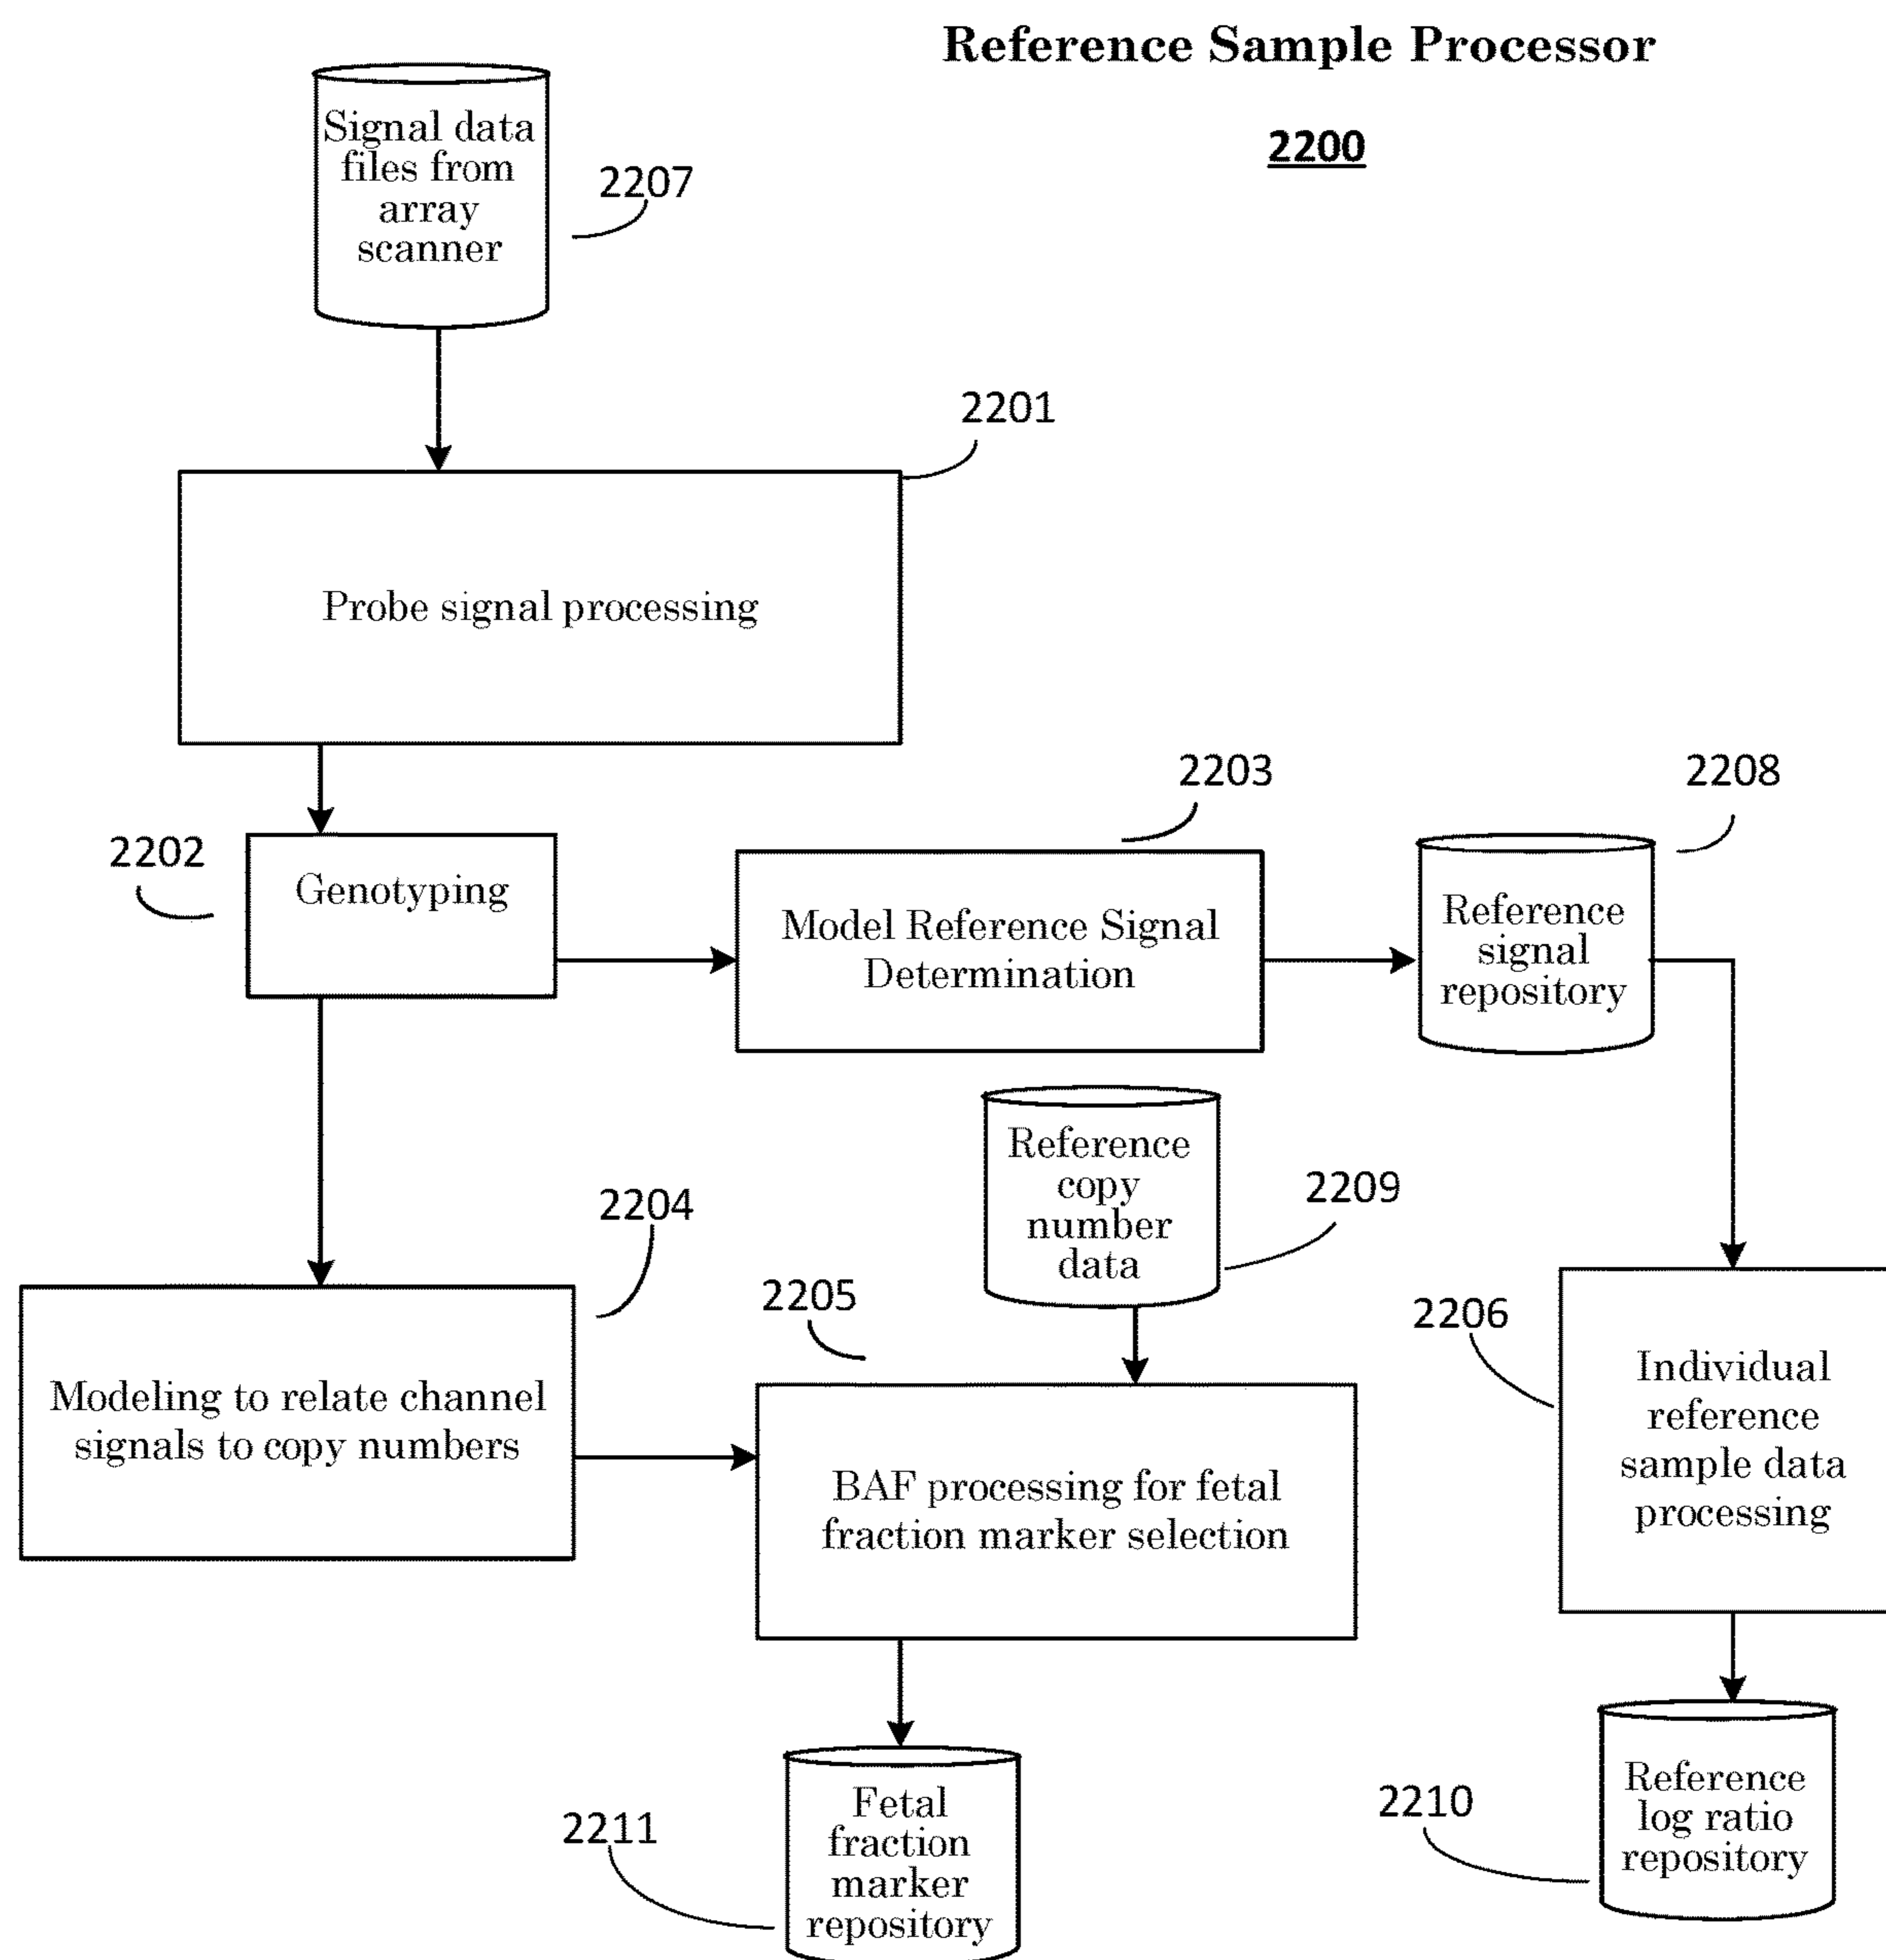 Reference Sample Processor
2200
Signal data
files from
array
scanner
2207
2201
Probe signal processing
2202
Genotyping
2203
Model Reference Signal
Determination
2208
Reference
signal
repository
Reference
copy
number
data
2209
2204
Modeling to relate channel
signals to copy numbers
2205
BAF processing for fetal
fraction marker selection
2206
Individual
reference
sample data
processing
2211
Fetal
fraction
marker
repository
2210
Reference
log ratio
repository